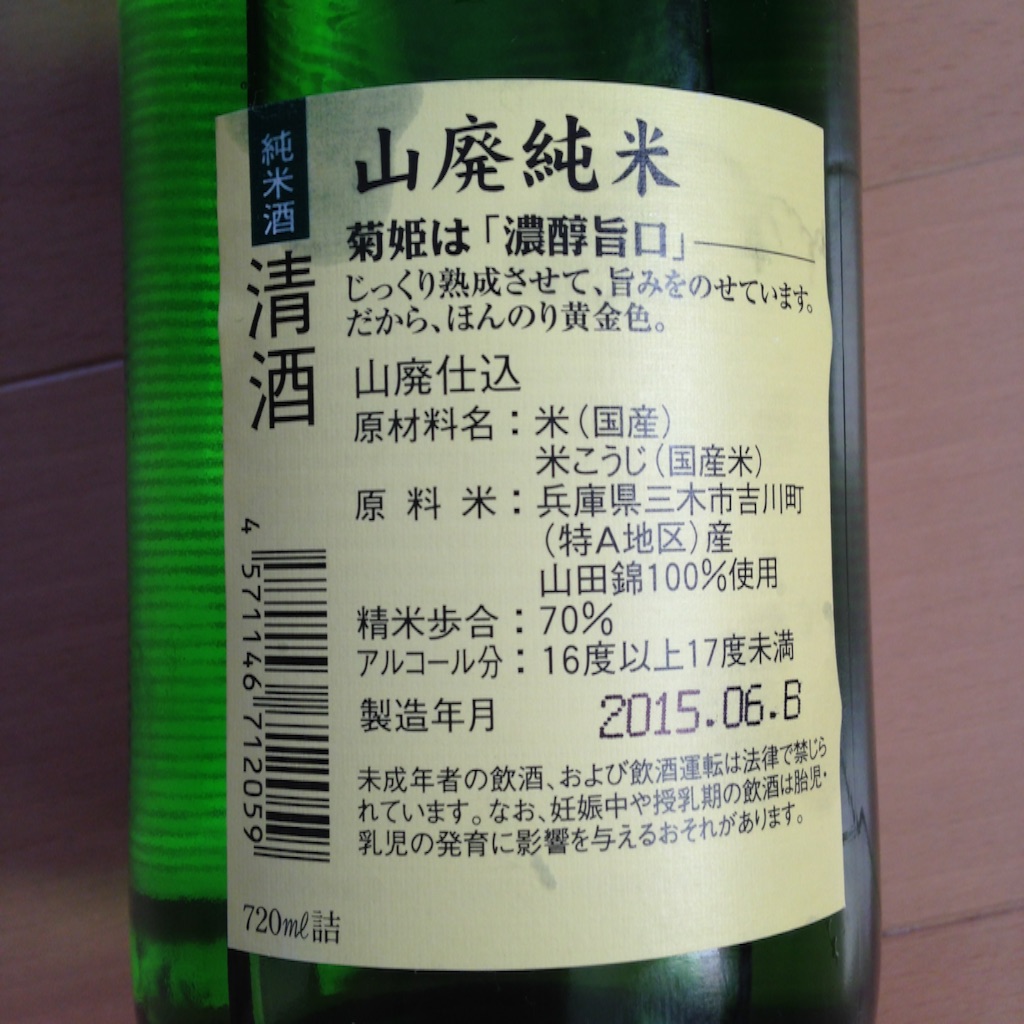 純米酒
清酒
山廃純米
菊姫は「濃醇旨口」
じっくり熟成させて、旨みをのせています。
だから、ほんのり黄金色。
山廃仕込
原材料名：米（国産）
米こうじ（国産米）
原料米：兵庫県三木市吉川町
（特A地区）産
山田錦100％使用
精米歩合：70％
アルコール分：16度以上17度未満
製造年月 2015.06.B
未成年者の飲酒、および飲酒運転は法律で禁じら
れています。なお、妊娠中や授乳期の飲酒は胎児・
乳児の発育に影響を与えるおそれがあります。
4 571146 712059
720ml詰